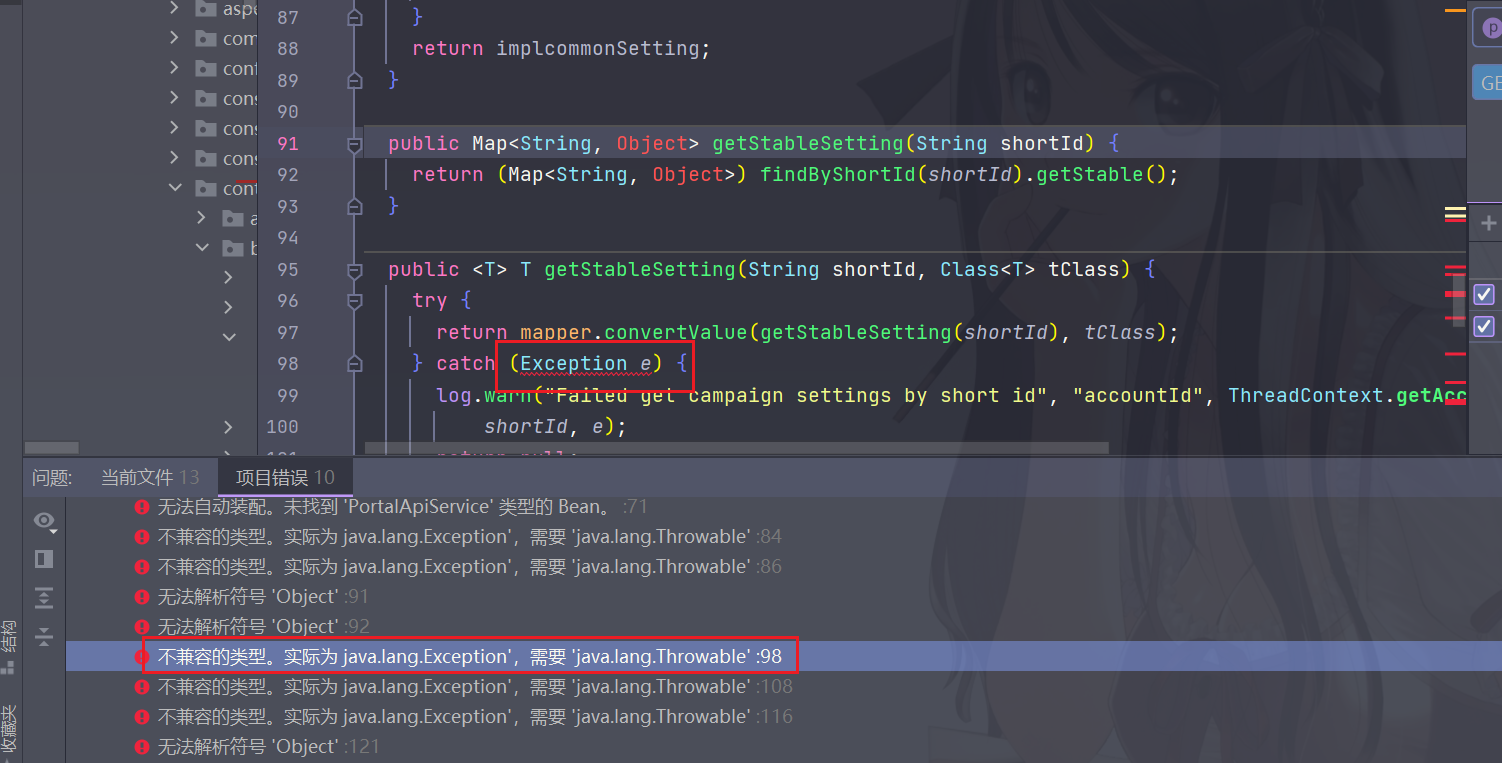 aspe
com
conf
cons
cons
cons
cont
a
b
87 }
88 return implcommonSetting;
89 }
90
91 public Map<String, Object> getStableSetting(String shortId) {
92 return (Map<String, Object>) findByShortId(shortId).getStable();
93 }
94
95 public <T> T getStableSetting(String shortId, Class<T> tClass) {
96 try {
97 return mapper.convertValue(getStableSetting(shortId), tClass);
98 } catch (Exception e) {
99 log.warn("Failed get campaign settings by short id", "accountId", ThreadContext.getAcc
100 shortId, e);
p
GE
问题: 当前文件 13 项目错误 10
无法自动装配。未找到 'PortalApiService' 类型的 Bean。 :71
不兼容的类型。实际为 java.lang.Exception'，需要 'java.lang.Throwable' :84
不兼容的类型。实际为 java.lang.Exception'，需要 'java.lang.Throwable' :86
无法解析符号 'Object' :91
无法解析符号 'Object' :92
不兼容的类型。实际为 java.lang.Exception'，需要 'java.lang.Throwable' :98
不兼容的类型。实际为 java.lang.Exception'，需要 'java.lang.Throwable' :108
不兼容的类型。实际为 java.lang.Exception'，需要 'java.lang.Throwable' :116
无法解析符号 'Object' :121
结构
收藏夹